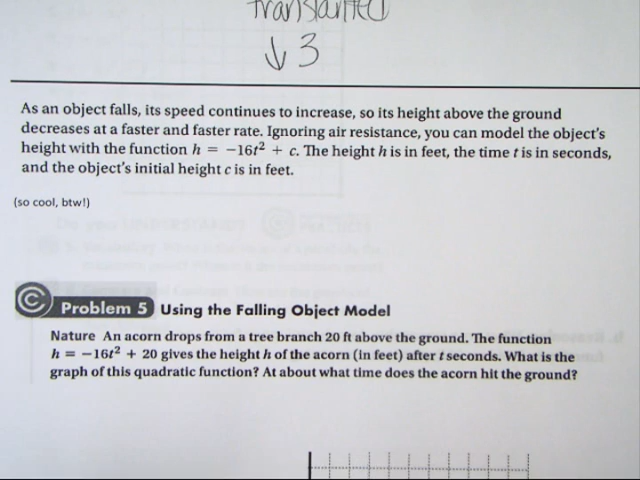 translated
↓ 3
As an object falls, its speed continues to increase, so its height above the ground
decreases at a faster and faster rate. Ignoring air resistance, you can model the object's
height with the function h = −16t² + c. The height h is in feet, the time t is in seconds,
and the object's initial height c is in feet.
(so cool, btw!)
Problem 5 Using the Falling Object Model
Nature An acorn drops from a tree branch 20 ft above the ground. The function
h = −16t² + 20 gives the height h of the acorn (in feet) after t seconds. What is the
graph of this quadratic function? At about what time does the acorn hit the ground?